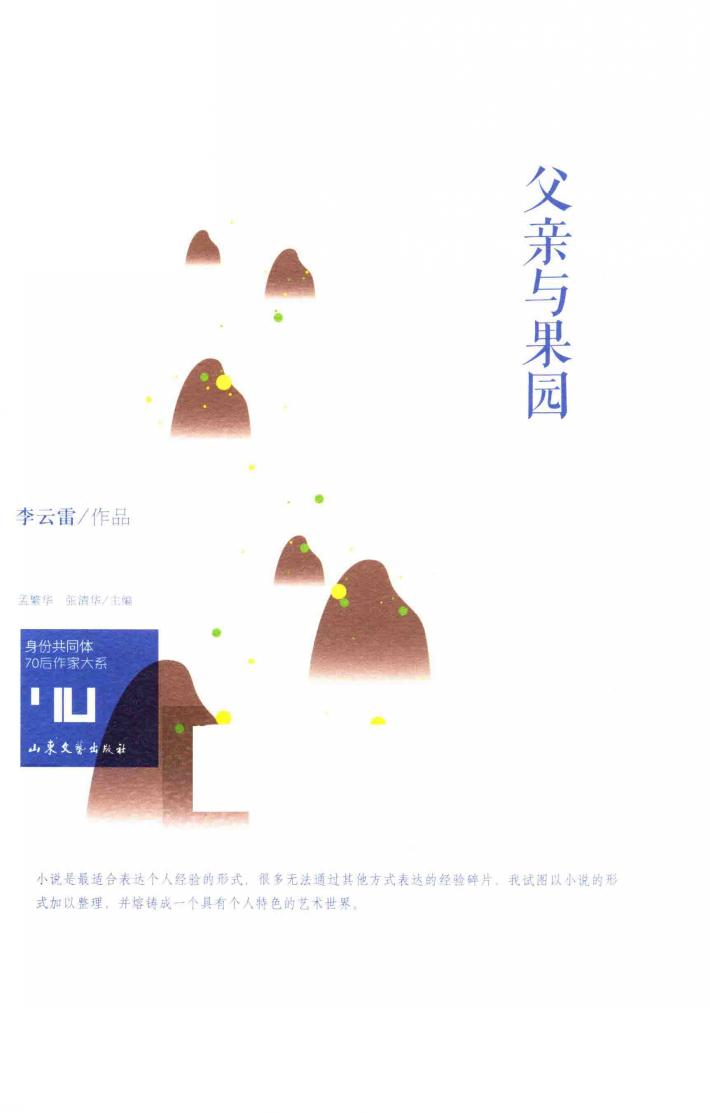 父亲与果园
李云雷/作品
孟繁华 张清华/主编
身份共同体
70后作家大系
山东文艺出版社
小说是最适合表达个人经验的形式，很多无法通过其他方式表达的经验碎片，我试图以小说的形
式加以整理，并熔铸成一个具有个人特色的艺术世界。